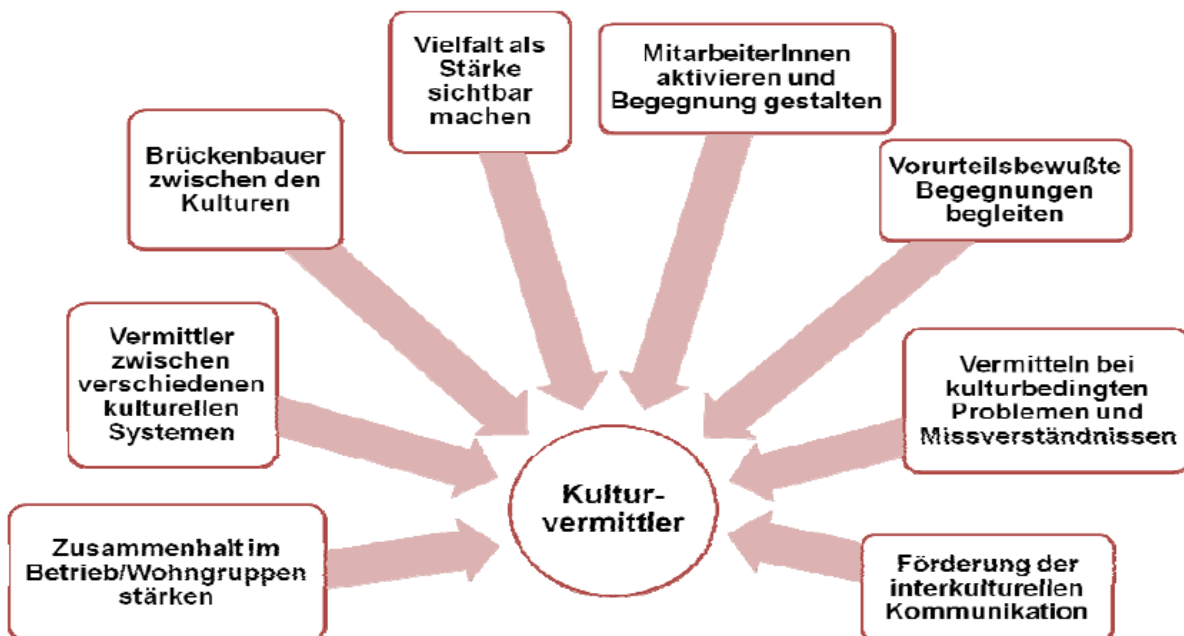 Vielfalt als
Stärke
sichtbar
machen
MitarbeiterInnen
aktivieren und
Begegnung gestalten
Brückenbauer
zwischen den
Kulturen
Vorurteilsbewußte
Begegnungen
begleiten
Vermittler
zwischen
verschiedenen
kulturellen
Systemen
Vermitteln bei
kulturbedingten
Problemen und
Missverständnissen
Kultur-
vermittler
Zusammenhalt im
Betrieb/Wohngruppen
stärken
Förderung der
interkulturellen
Kommunikation